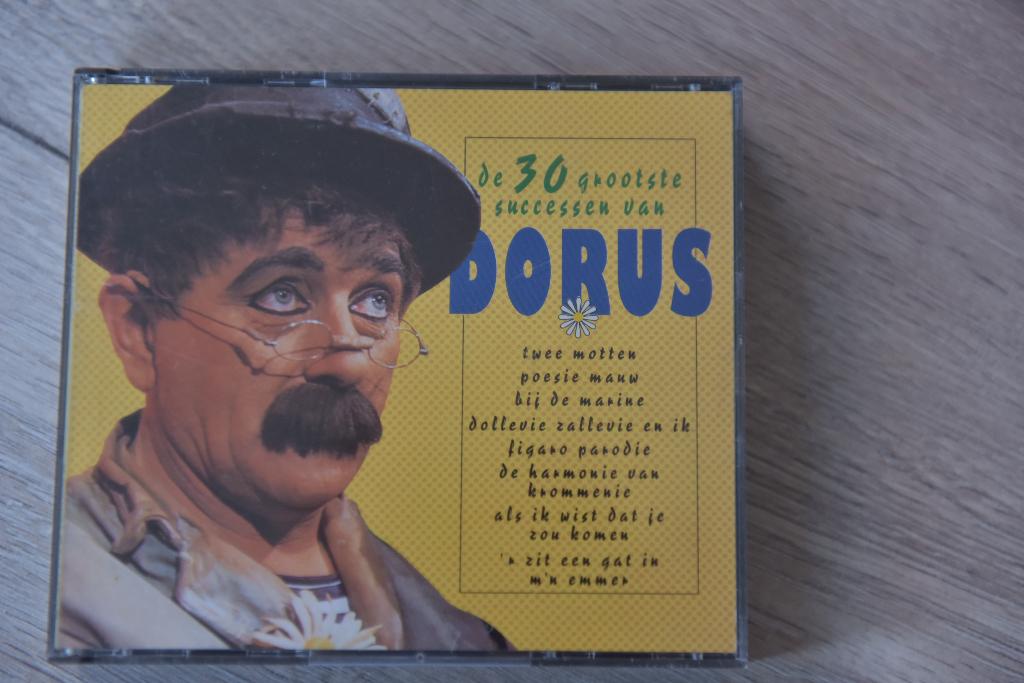 de 30 grootste
successen van
DORUS
twee motten
poesie mauw
bij de marine
dollevie zallevie en ik
figaro parodie
de harmonie van
krommenie
als ik wist dat je
zou komen
'r zit een gat in
m'n emmer